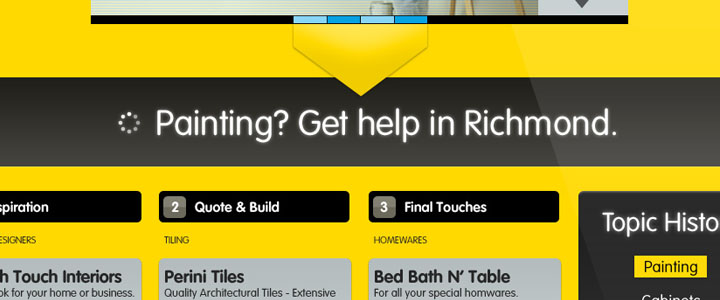 Painting? Get help in Richmond.
spiration
2 Quote & Build
3 Final Touches
Topic Histo
ESIGNERS
TILING
HOMEWARES
Painting
h Touch Interiors
Perini Tiles
Bed Bath N' Table
ok for your home or business.
Quality Architectural Tiles - Extensive
For all your special homwares.
Cabinets